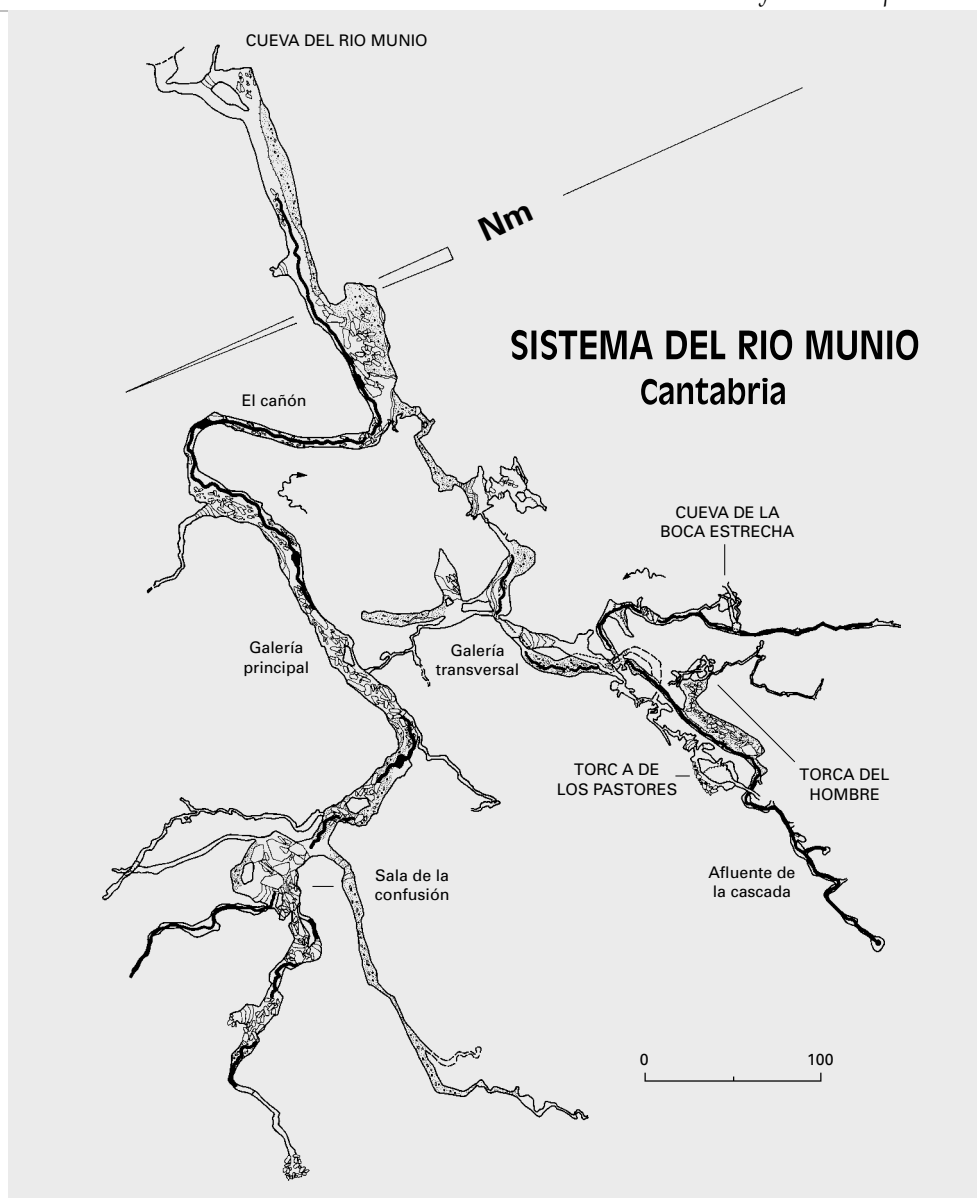 CUEVA DEL RIO MUNIO
Nm
SISTEMA DEL RIO MUNIO
Cantabria
El cañón
CUEVA DE LA
BOCA ESTRECHA
Galería
principal
Galería
transversal
TORC A DE
LOS PASTORES
TORCA DEL
HOMBRE
Sala de la
confusión
Afluente de
la cascada
0 100